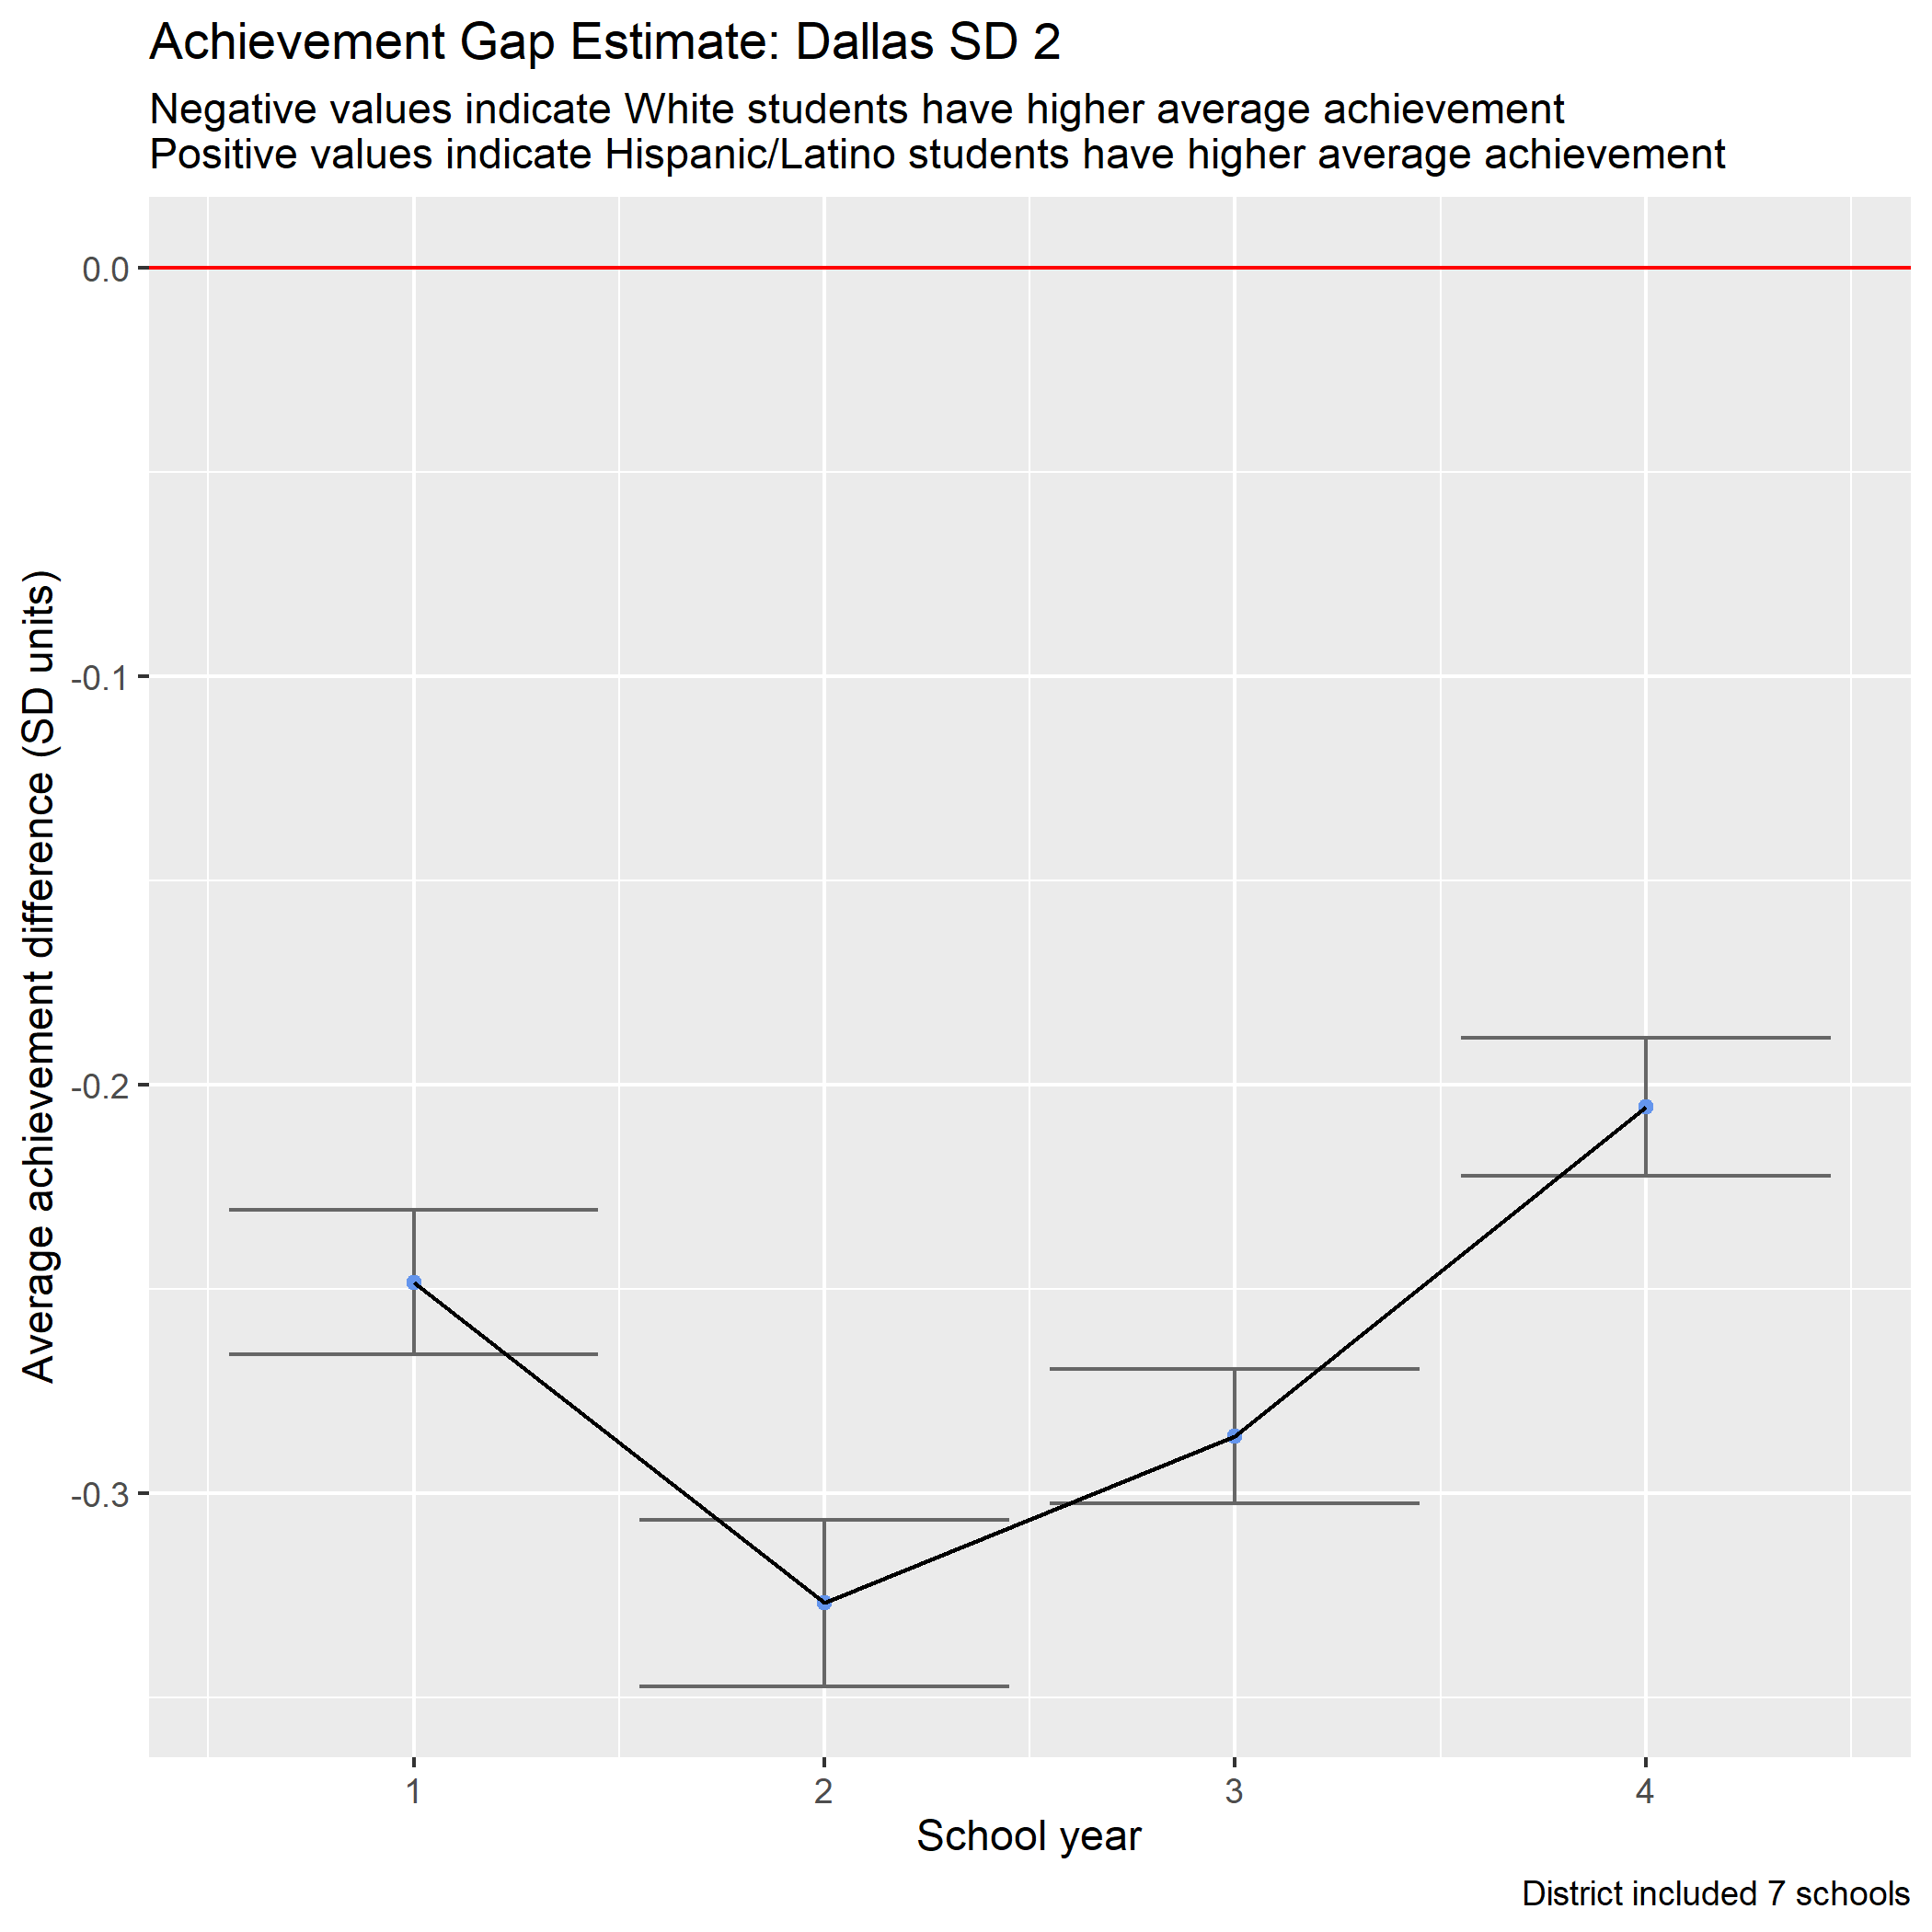 Achievement Gap Estimate: Dallas SD 2
Negative values indicate White students have higher average achievement
Positive values indicate Hispanic/Latino students have higher average achievement
Average achievement difference (SD units)
0.0
-0.1
-0.2
-0.3
1 2 3 4
School year
District included 7 schools